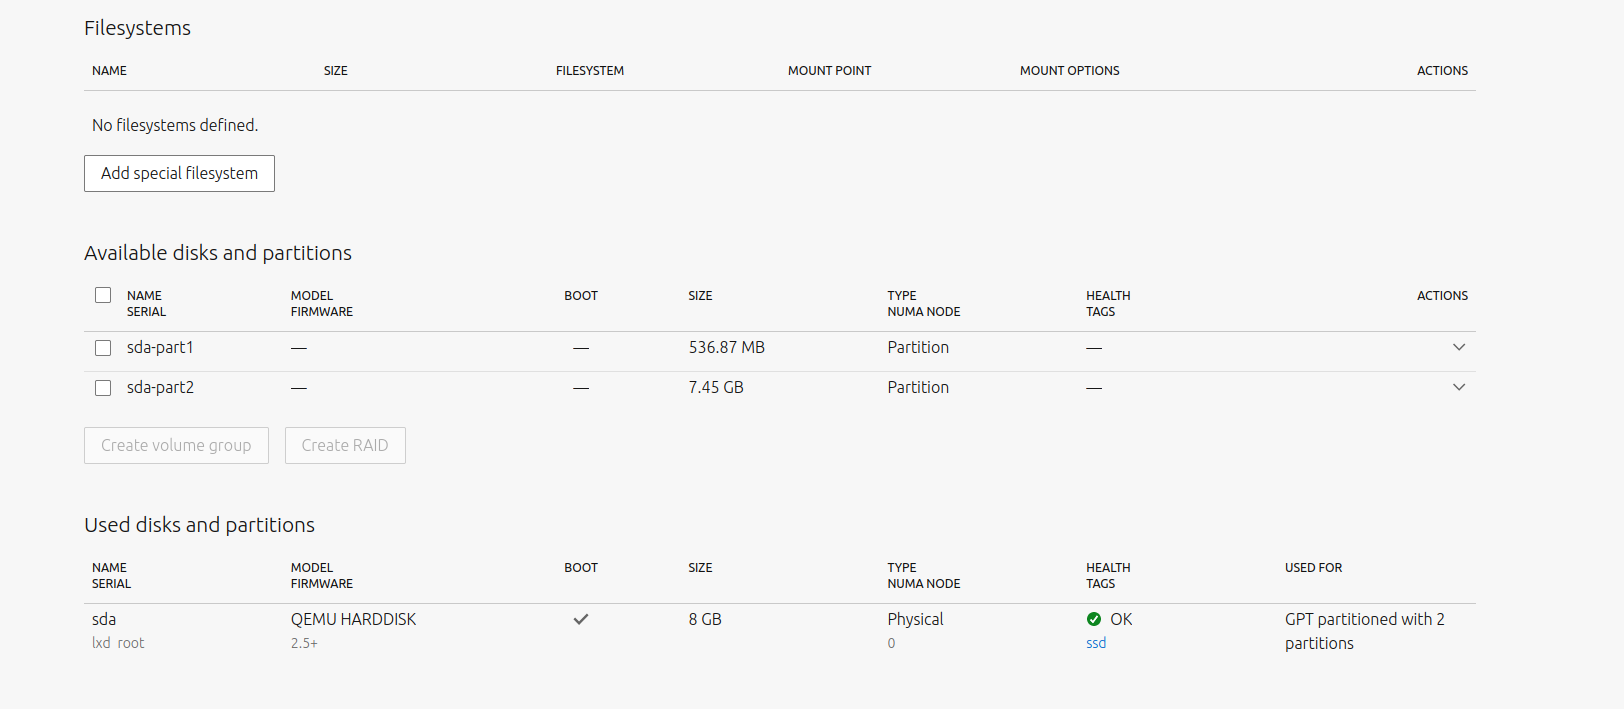 Filesystems
NAME SIZE FILESYSTEM MOUNT POINT MOUNT OPTIONS ACTIONS
No filesystems defined.
Add special filesystem
Available disks and partitions
NAME MODEL BOOT SIZE TYPE HEALTH ACTIONS
SERIAL FIRMWARE NUMA NODE TAGS
sda-part1 — — 536.87 MB Partition —
sda-part2 — — 7.45 GB Partition —
Create volume group Create RAID
Used disks and partitions
NAME MODEL BOOT SIZE TYPE HEALTH USED FOR
SERIAL FIRMWARE NUMA NODE TAGS
sda QEMU HARDDISK 8 GB Physical OK GPT partitioned with 2
lxd_root 2.5+ 0 ssd partitions